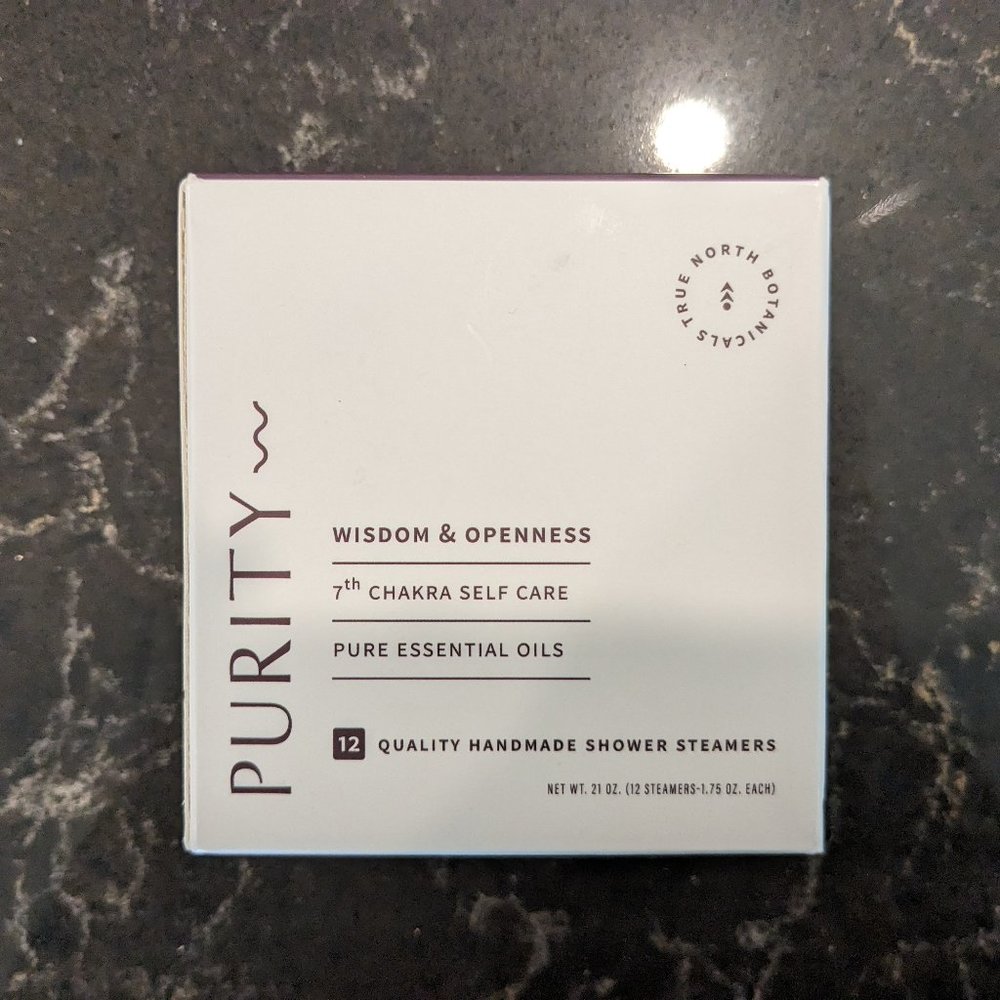 TRUE NORTH BOTANICALS
PURITY
WISDOM & OPENNESS
7th CHAKRA SELF CARE
PURE ESSENTIAL OILS
12 QUALITY HANDMADE SHOWER STEAMERS
NET WT. 21 OZ. (12 STEAMERS-1.75 OZ. EACH)